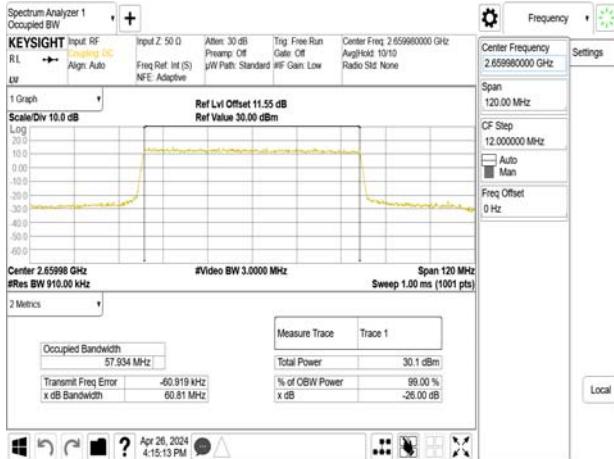 Spectrum Analyzer 1
Occupied BW
+
Frequency
KEYSIGHT
Input: RF
Coupling: DC
Align: Auto
Input Z: 50 Ω
Freq Ref: Int (S)
NFE: Adaptive
Atten: 30 dB
Preamp: Off
µW Path: Standard
Trig: Free Run
Gate: Off
#IF Gain: Low
Center Freq: 2.659980000 GHz
Avg|Hold: 10/10
Radio Std: None
RL
Center Frequency
2.659980000 GHz
Settings
Span
120.00 MHz
CF Step
12.000000 MHz
Auto
Man
Freq Offset
0 Hz
Local
1 Graph
Scale/Div 10.0 dB
Ref Lvl Offset 11.55 dB
Ref Value 30.00 dBm
Log
20.0
10.0
0.00
-10.0
-20.0
-30.0
-40.0
-50.0
-60.0
Center 2.65998 GHz
#Res BW 910.00 kHz
#Video BW 3.0000 MHz
Span 120 MHz
Sweep 1.00 ms (1001 pts)
2 Metrics
Measure Trace Trace 1
Occupied Bandwidth
57.934 MHz
Total Power 30.1 dBm
Transmit Freq Error -60.919 kHz
% of OBW Power 99.00 %
x dB Bandwidth 60.81 MHz
x dB -26.00 dB
?
Apr 26, 2024
4:15:13 PM